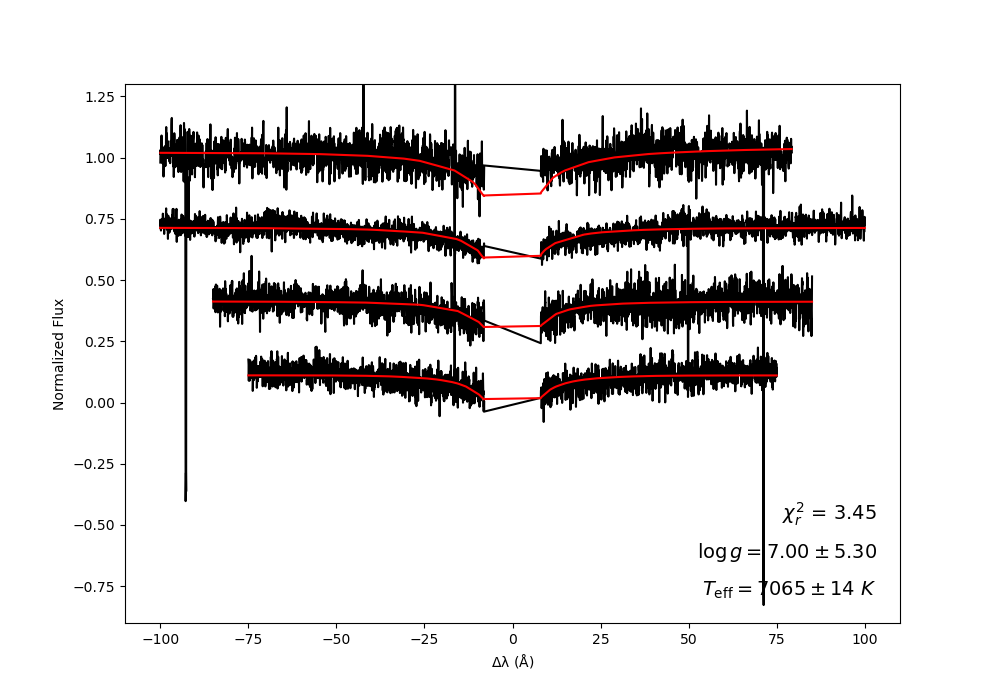 1.25
1.00
0.75
0.50
0.25
0.00
−0.25
−0.50
−0.75
Normalized Flux
χ²ᵣ = 3.45
log g = 7.00 ± 5.30
T_eff = 7065 ± 14 K
−100 −75 −50 −25 0 25 50 75 100
Δλ (Å)